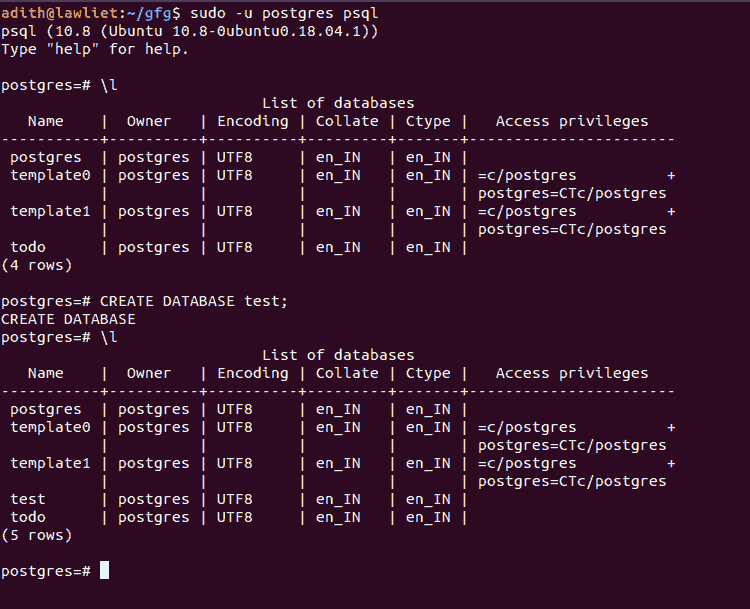 adith@lawliet:~/gfg$ sudo -u postgres psql
psql (10.8 (Ubuntu 10.8-0ubuntu0.18.04.1))
Type "help" for help.

postgres=# \l
                             List of databases
   Name    |  Owner   | Encoding | Collate | Ctype |   Access privileges
-----------+----------+----------+---------+-------+-----------------------
 postgres  | postgres | UTF8     | en_IN   | en_IN |
 template0 | postgres | UTF8     | en_IN   | en_IN | =c/postgres          +
           |          |          |         |       | postgres=CTc/postgres
 template1 | postgres | UTF8     | en_IN   | en_IN | =c/postgres          +
           |          |          |         |       | postgres=CTc/postgres
 todo      | postgres | UTF8     | en_IN   | en_IN |
(4 rows)

postgres=# CREATE DATABASE test;
CREATE DATABASE
postgres=# \l
                             List of databases
   Name    |  Owner   | Encoding | Collate | Ctype |   Access privileges
-----------+----------+----------+---------+-------+-----------------------
 postgres  | postgres | UTF8     | en_IN   | en_IN |
 template0 | postgres | UTF8     | en_IN   | en_IN | =c/postgres          +
           |          |          |         |       | postgres=CTc/postgres
 template1 | postgres | UTF8     | en_IN   | en_IN | =c/postgres          +
           |          |          |         |       | postgres=CTc/postgres
 test      | postgres | UTF8     | en_IN   | en_IN |
 todo      | postgres | UTF8     | en_IN   | en_IN |
(5 rows)

postgres=#